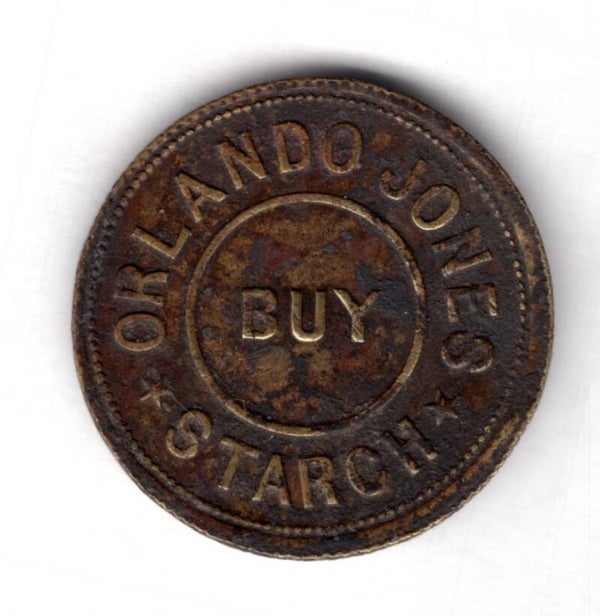 ORLANDO JONES
BUY
★ STARCH ★